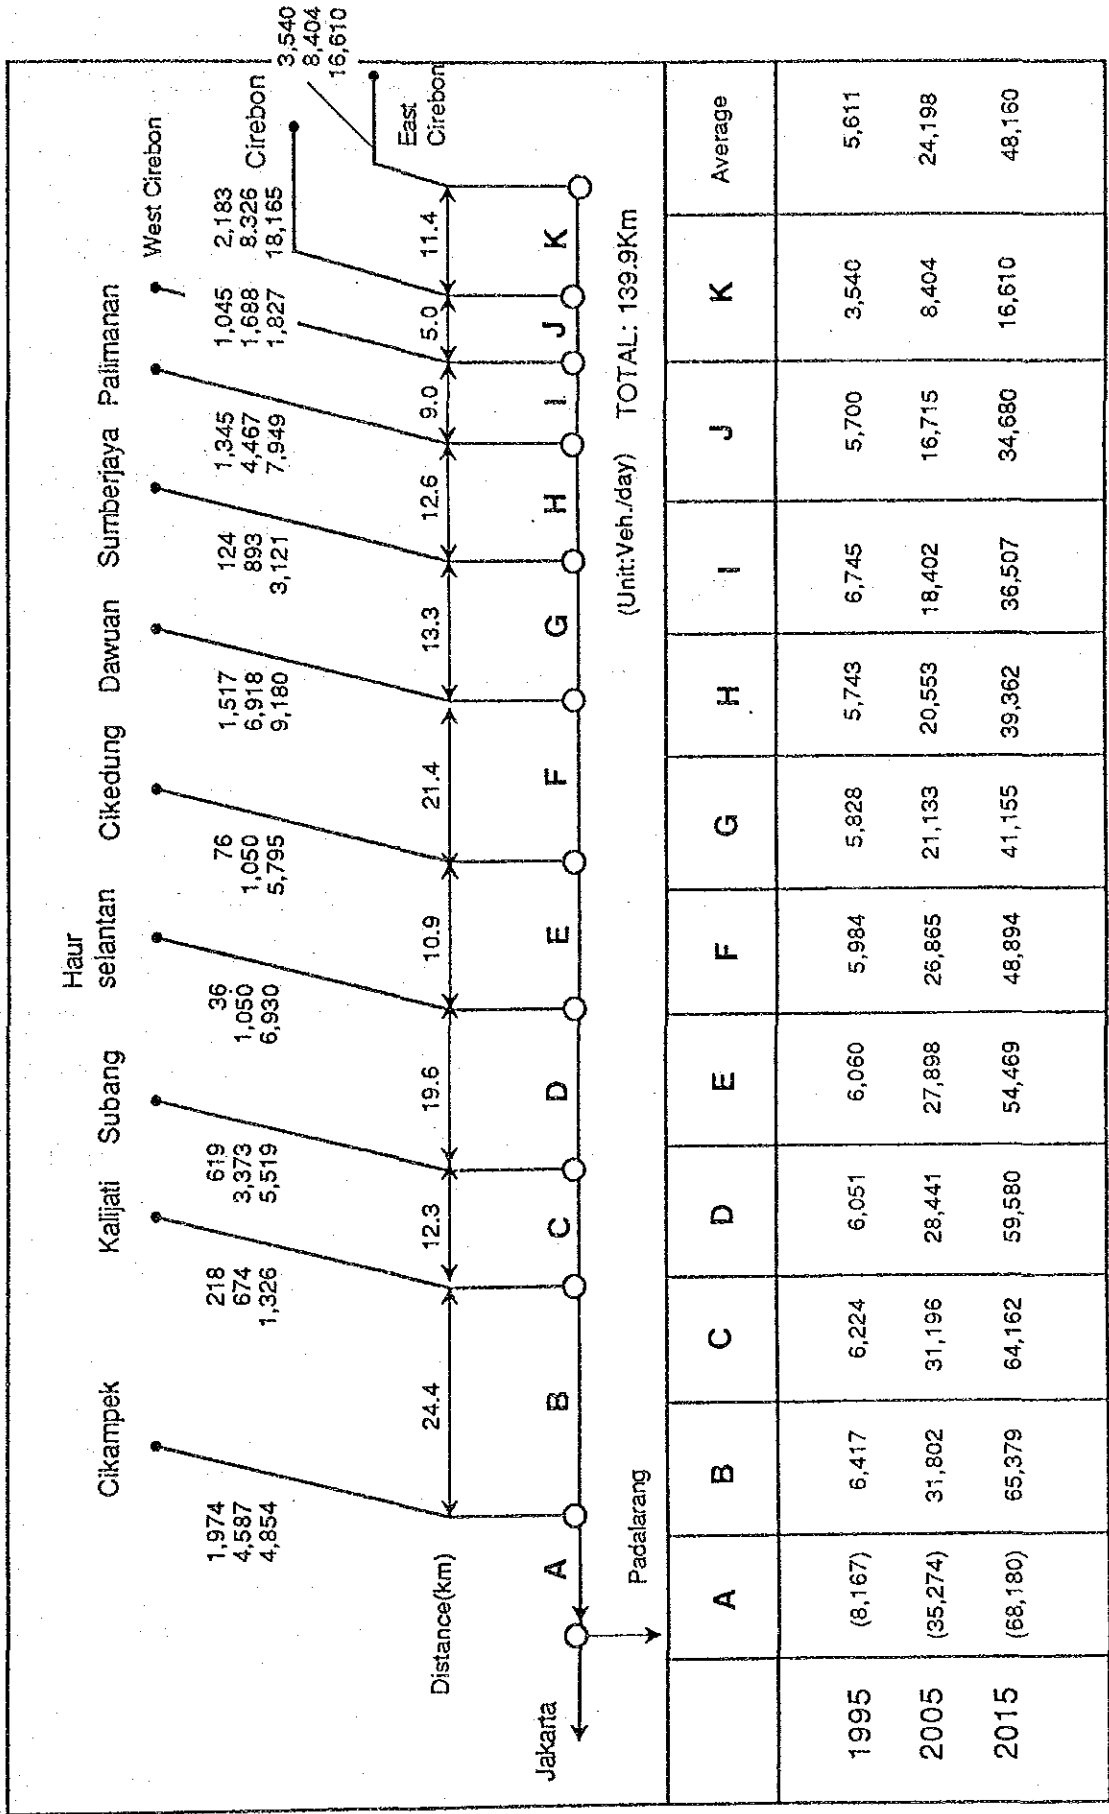 Cikampek
Kalijati
Subang
Haur
selantan
Cikedung
Dawuan
Sumberjaya
Palimanan
West Cirebon
Cirebon
East
Cirebon
1,974
4,587
4,854
218
674
1,326
619
3,373
5,519
36
1,050
6,930
76
1,050
5,795
1,517
6,918
9,180
124
893
3,121
1,345
4,467
7,949
1,045
1,688
1,827
2,183
8.326
18,165
3,540
8,404
16,610
Distance(km) 24.4 12.3 19.6 10.9 21.4 13.3 12.6 9.0 5.0 11.4
Jakarta A B C D E F G H I J K
Padalarang
(Unit:Veh./day) TOTAL: 139.9Km
A B C D E F G H I J K Average
1995 (8,167) 6,417 6,224 6,051 6,060 5,984 5,828 5,743 6,745 5,700 3,540 5,611
2005 (35,274) 31,802 31,196 28,441 27,898 26,865 21,133 20,553 18,402 16,715 8,404 24,198
2015 (68,180) 65,379 64,162 59,580 54,469 48,894 41,155 39,362 36,507 34,680 16,610 48,160